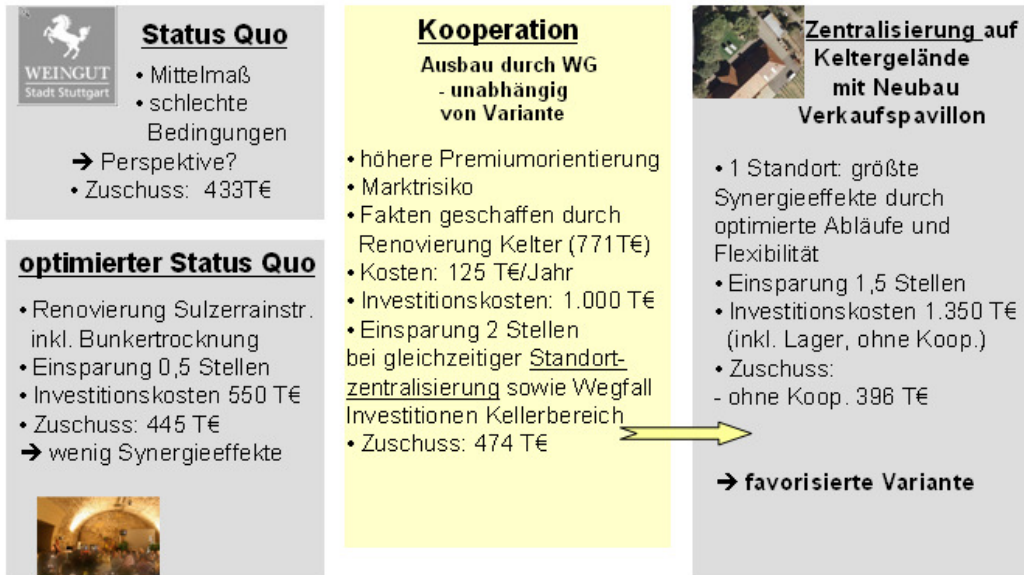 WEINGUT
Stadt Stuttgart
Status Quo
• Mittelmaß
• schlechte
Bedingungen
➔ Perspektive?
• Zuschuss: 433T€
optimierter Status Quo
• Renovierung Sulzerrainstr.
inkl. Bunkertrocknung
• Einsparung 0,5 Stellen
• Investitionskosten 550 T€
• Zuschuss: 445 T€
➔ wenig Synergieeffekte
Kooperation
Ausbau durch WG
- unabhängig
von Variante
• höhere Premiumorientierung
• Marktrisiko
• Fakten geschaffen durch
Renovierung Kelter (771T€)
• Kosten: 125 T€/Jahr
• Investitionskosten: 1.000 T€
• Einsparung 2 Stellen
bei gleichzeitiger Standort-
zentralisierung sowie Wegfall
Investitionen Kellerbereich
• Zuschuss: 474 T€
Zentralisierung auf
Keltergelände
mit Neubau
Verkaufspavillon
• 1 Standort: größte
Synergieeffekte durch
optimierte Abläufe und
Flexibilität
• Einsparung 1,5 Stellen
• Investitionskosten 1.350 T€
(inkl. Lager, ohne Koop.)
• Zuschuss:
- ohne Koop. 396 T€
➔ favorisierte Variante